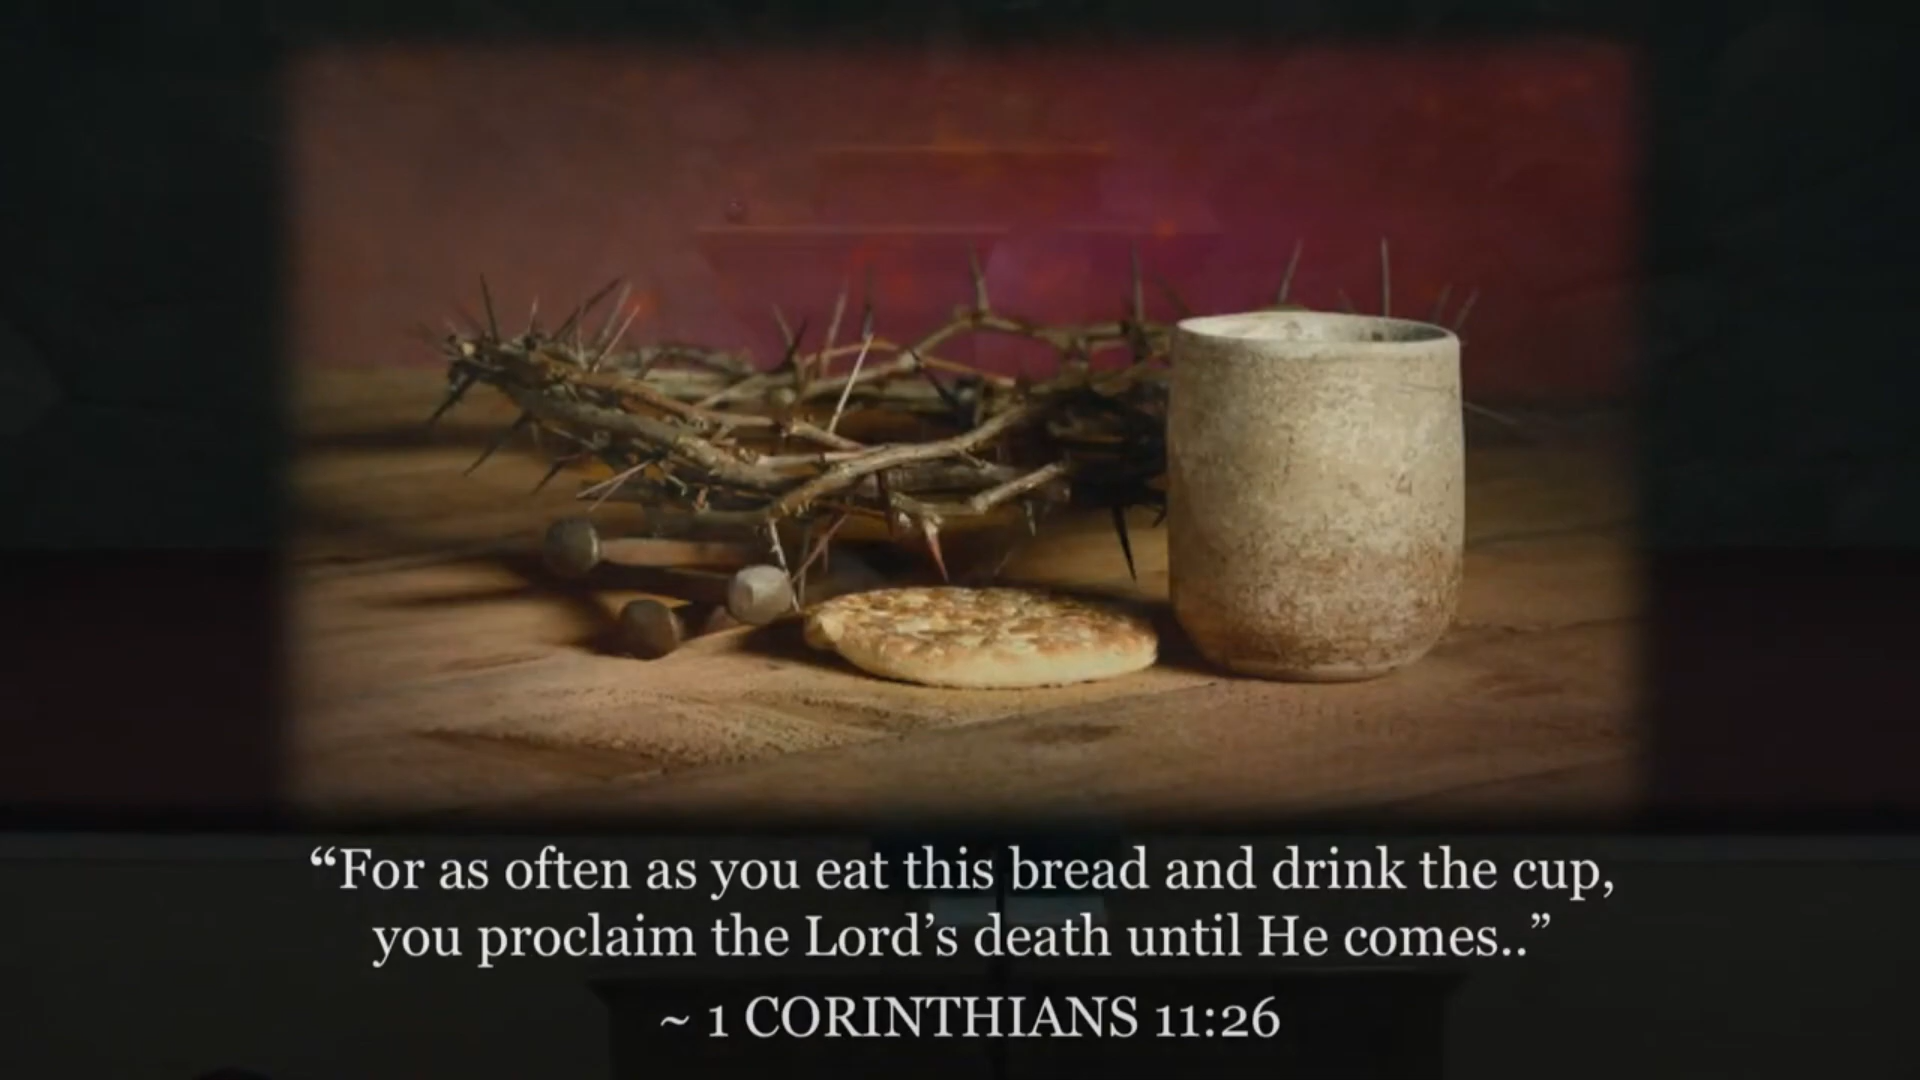 “For as often as you eat this bread and drink the cup,
you proclaim the Lord’s death until He comes..”
~ 1 CORINTHIANS 11:26